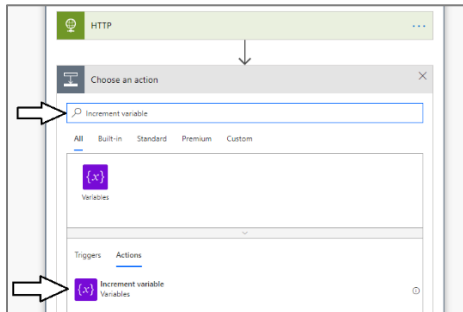 HTTP
Choose an action
Increment variable
All Built-in Standard Premium Custom
{x}
Variables
Triggers Actions
{x} Increment variable
Variables